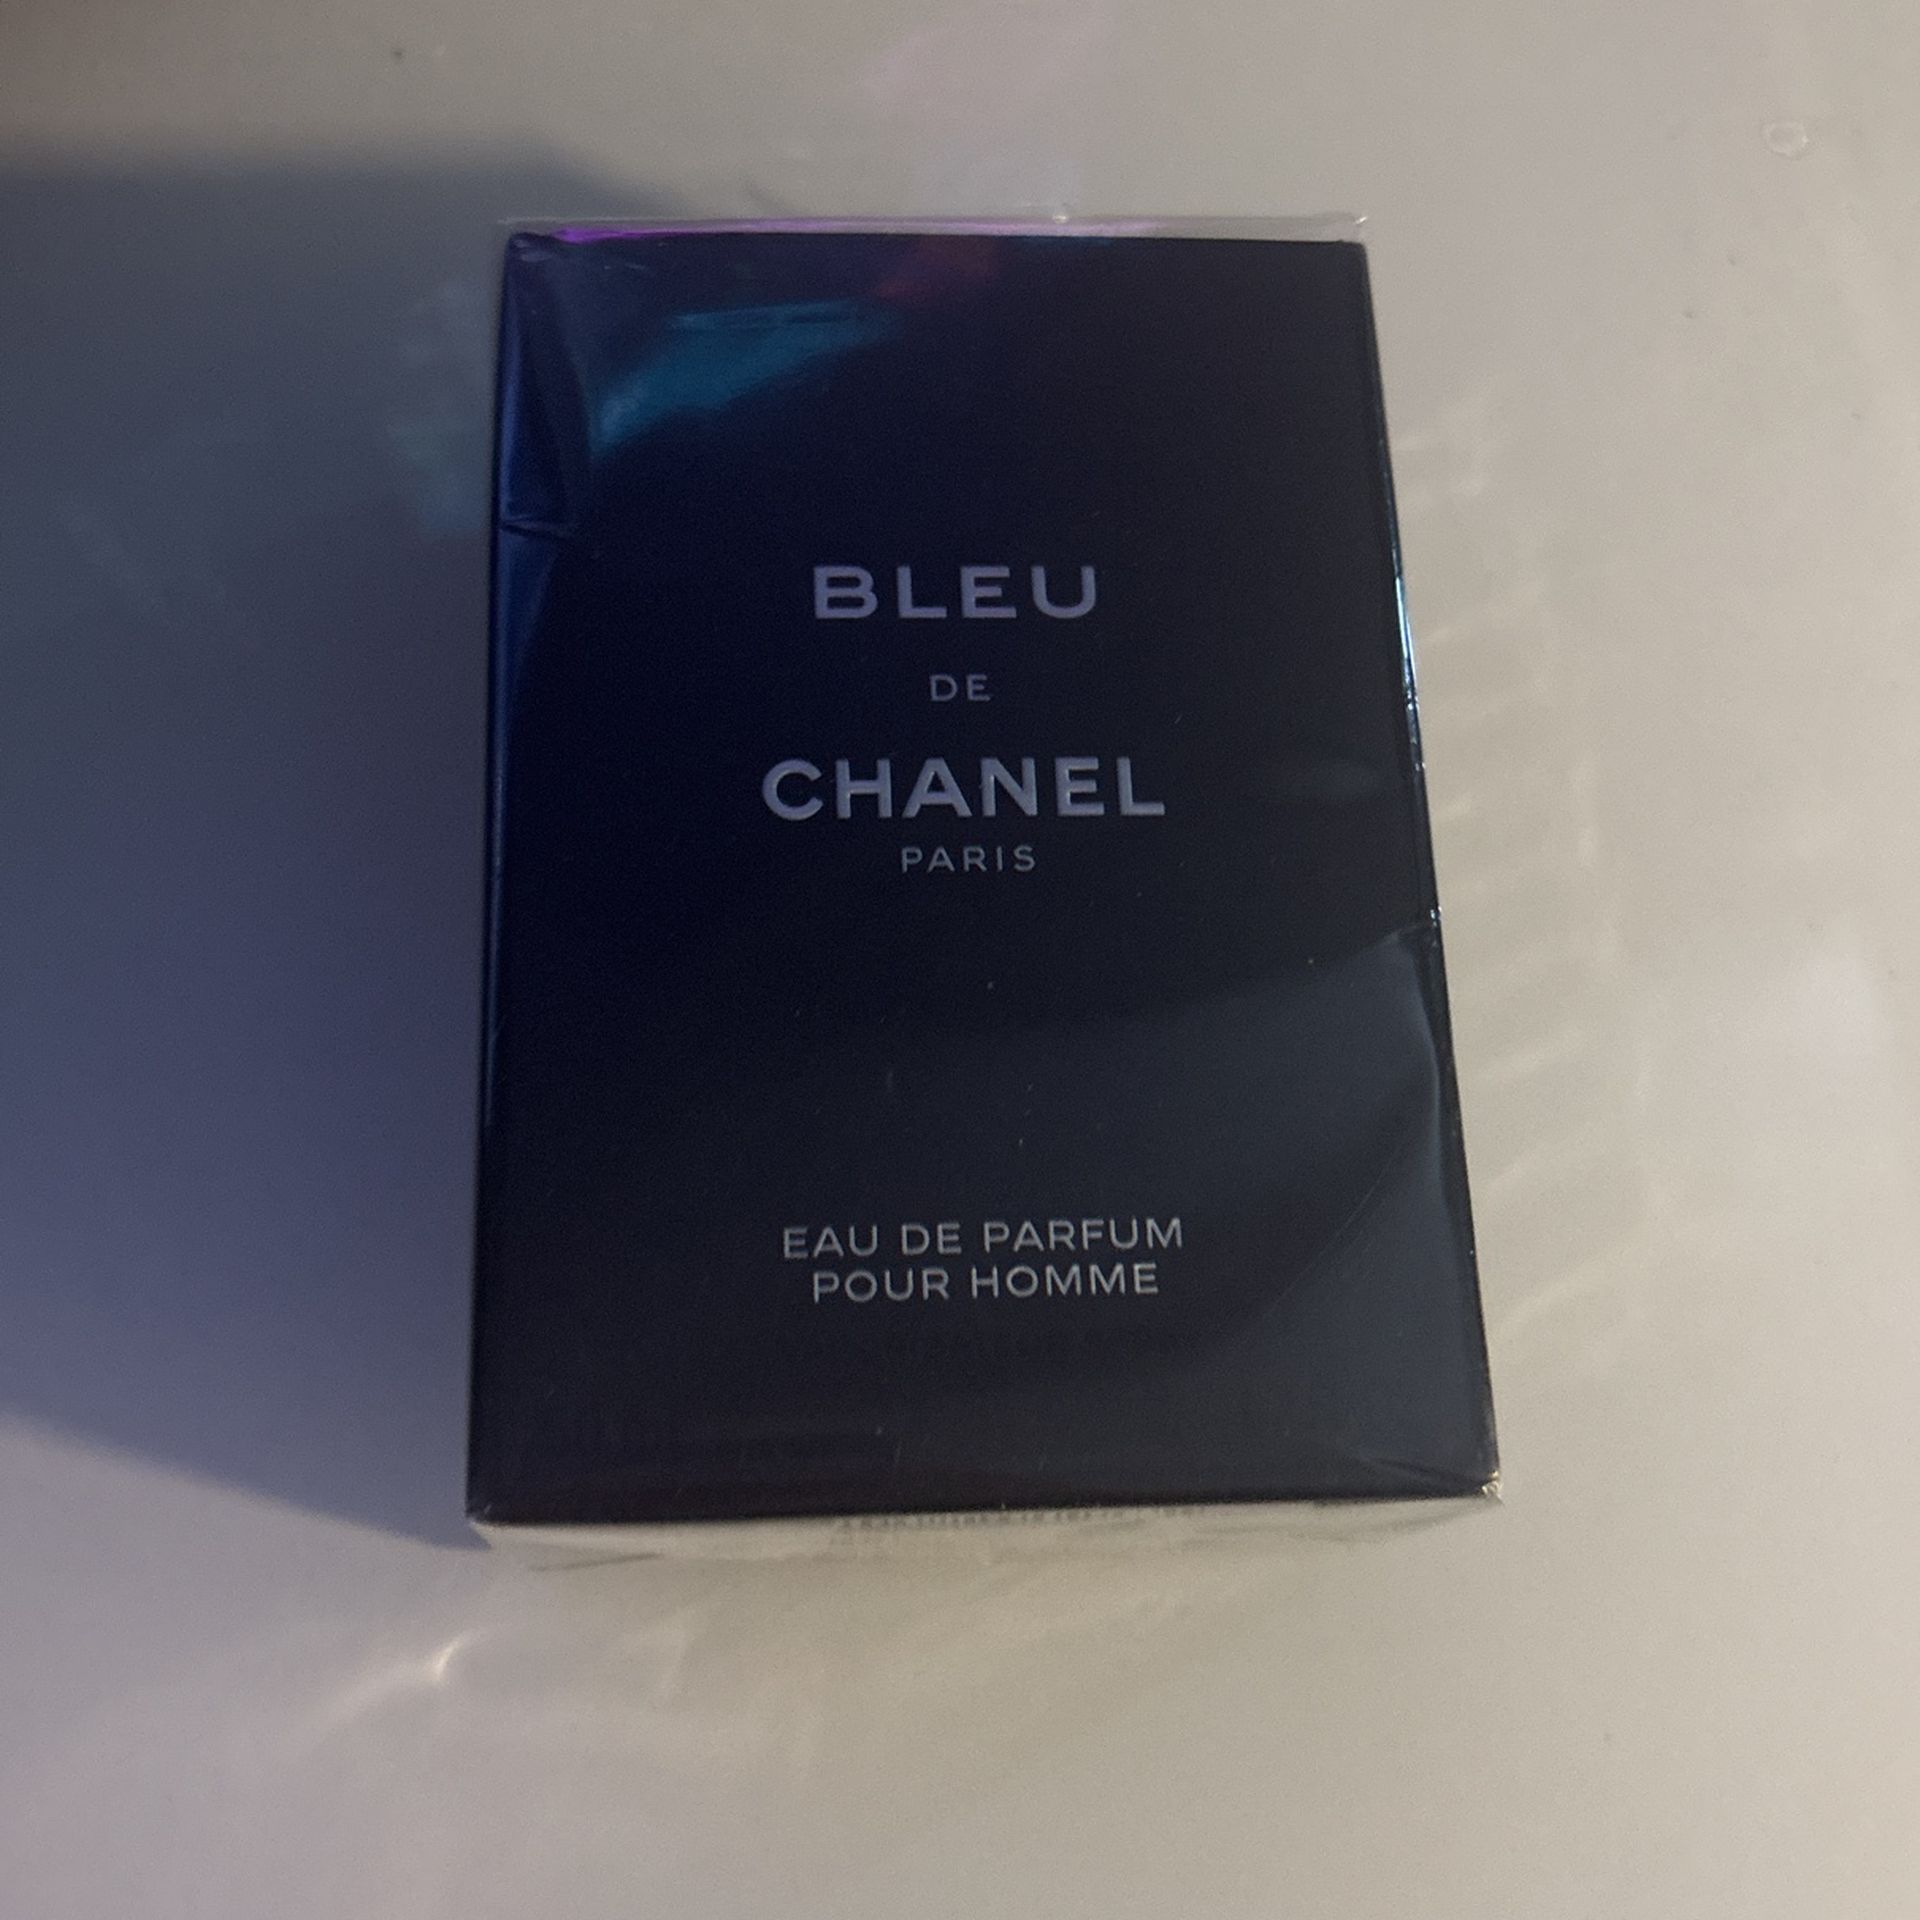 BLEU
DE
CHANEL
PARIS
EAU DE PARFUM
POUR HOMME